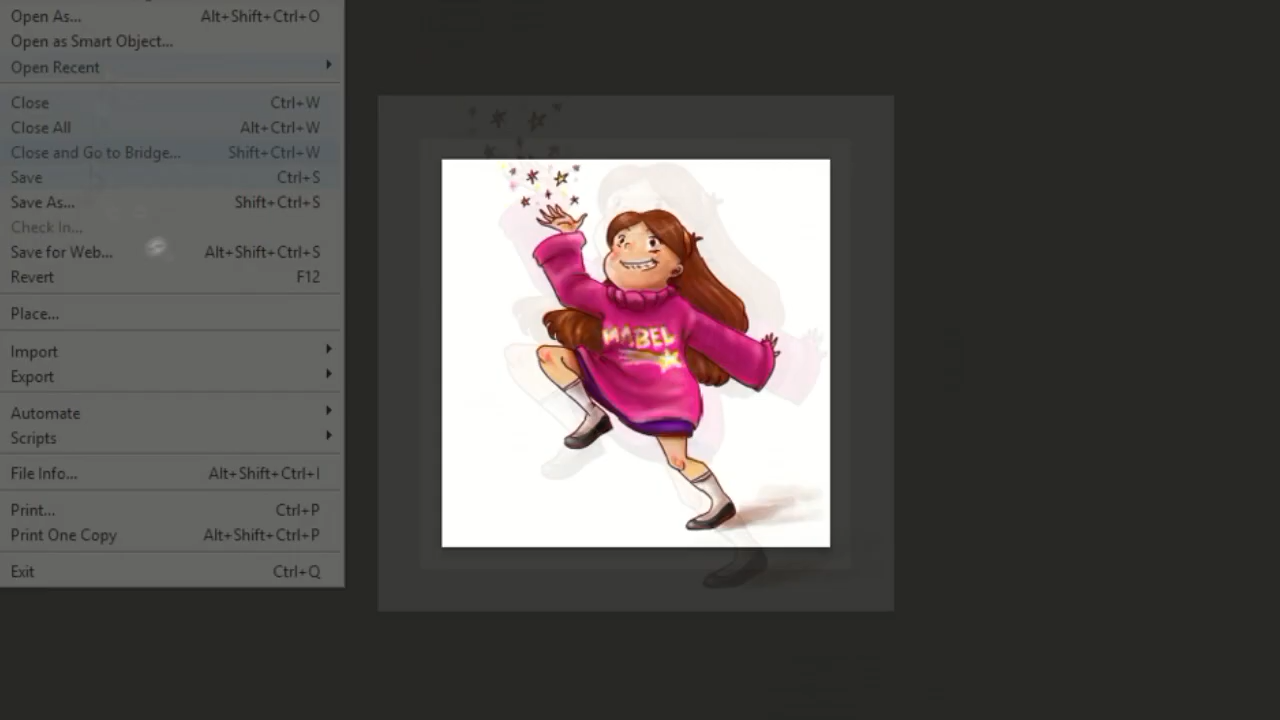 Open As... Alt+Shift+Ctrl+O
Open as Smart Object...
Open Recent
Close Ctrl+W
Close All Alt+Ctrl+W
Close and Go to Bridge... Shift+Ctrl+W
Save Ctrl+S
Save As... Shift+Ctrl+S
Check In...
Save for Web... Alt+Shift+Ctrl+S
Revert F12
Place...
Import
Export
Automate
Scripts
File Info... Alt+Shift+Ctrl+I
Print... Ctrl+P
Print One Copy Alt+Shift+Ctrl+P
Exit Ctrl+Q
MABEL